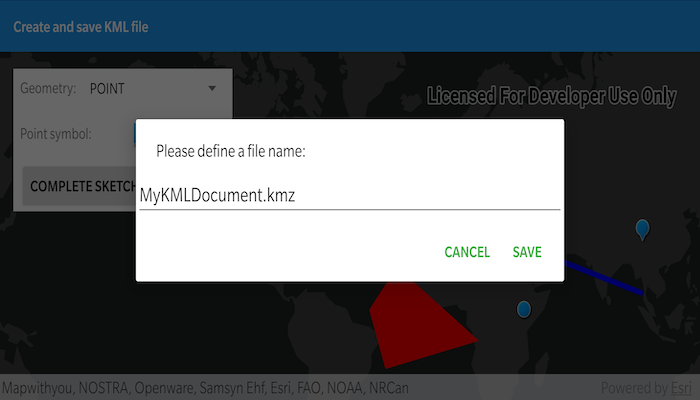 Create and save KML file
Geometry: POINT
Licensed For Developer Use Only
Point symbol:
Please define a file name:
COMPLETE SKETCH
MyKMLDocument.kmz
CANCEL SAVE
Mapwithyou, NOSTRA, Openware, Samsyn Ehf, Esri, FAO, NOAA, NRCan
Powered by Esri